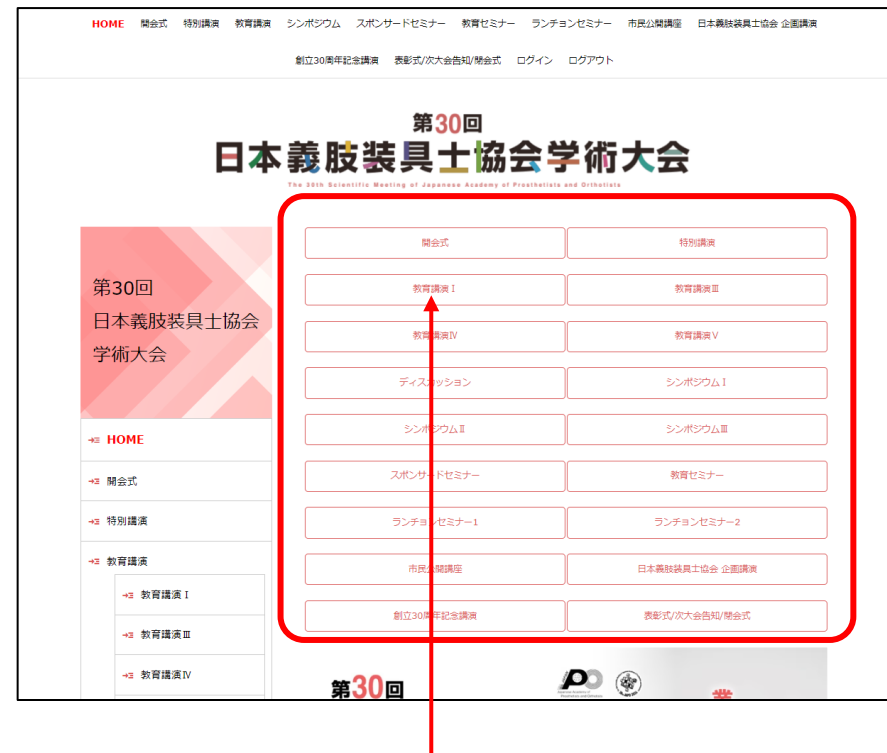 HOME 開会式 特別講演 教育講演 シンポジウム スポンサードセミナー 教育セミナー ランチョンセミナー 市民公開講座 日本義肢装具士協会 企画講演
創立30周年記念講演 表彰式/次大会告知/閉会式 ログイン ログアウト
第30回
日本義肢装具士協会学術大会
The 30th Scientific Meeting of Japanese Academy of Prosthetists and Orthotists
第30回
日本義肢装具士協会
学術大会
HOME
開会式
特別講演
教育講演
教育講演Ⅰ
教育講演Ⅲ
教育講演Ⅳ
開会式 特別講演
教育講演Ⅰ 教育講演Ⅲ
教育講演Ⅳ 教育講演Ⅴ
ディスカッション シンポジウムⅠ
シンポジウムⅡ シンポジウムⅢ
スポンサードセミナー 教育セミナー
ランチョンセミナー1 ランチョンセミナー2
市民公開講座 日本義肢装具士協会 企画講演
創立30周年記念講演 表彰式/次大会告知/閉会式
第30回